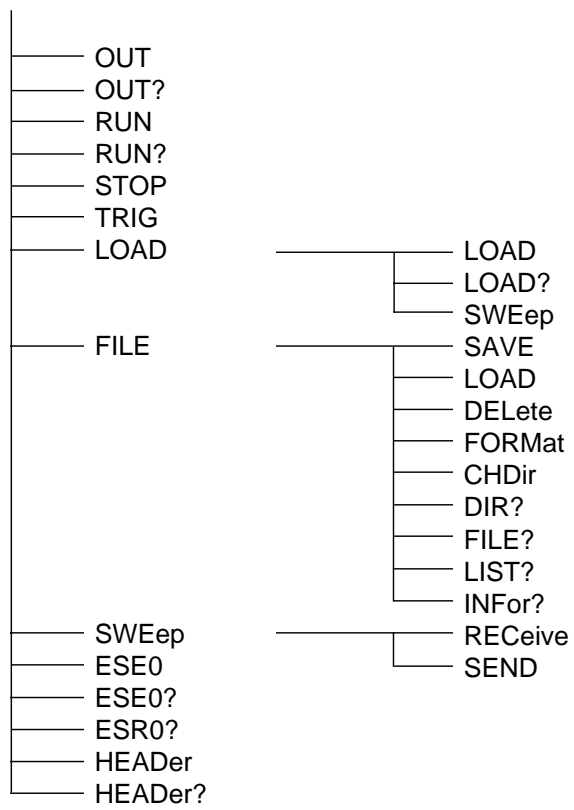 OUT
OUT?
RUN
RUN?
STOP
TRIG
LOAD LOAD
LOAD?
SWEep
FILE SAVE
LOAD
DELete
FORMat
CHDir
DIR?
FILE?
LIST?
INFor?
SWEep RECeive
ESE0 SEND
ESE0?
ESR0?
HEADer
HEADer?